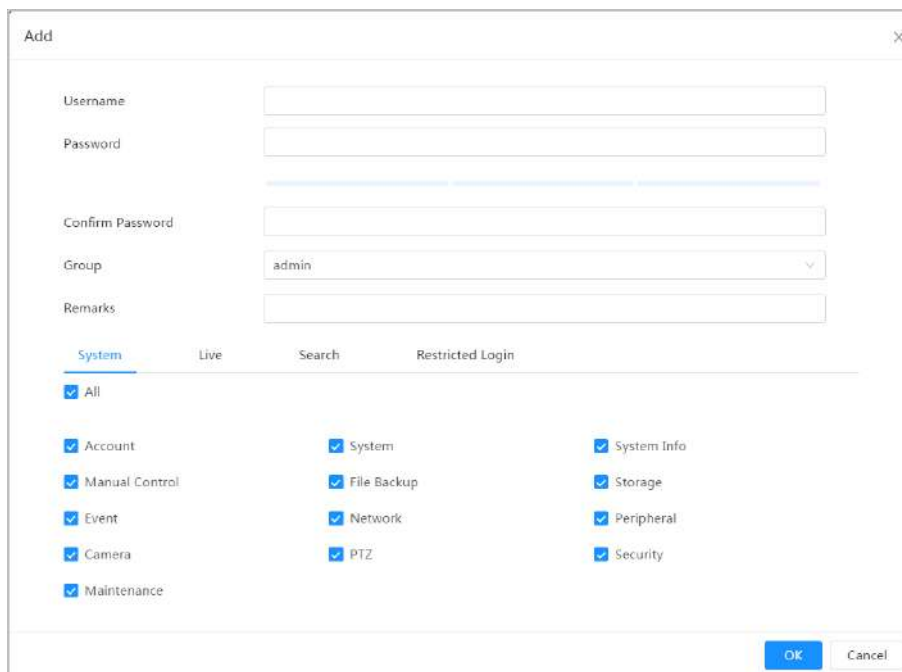 Add
Username
Password
Confirm Password
Group admin
Remarks
System Live Search Restricted Login
All
Account System System Info
Manual Control File Backup Storage
Event Network Peripheral
Camera PTZ Security
Maintenance
OK Cancel